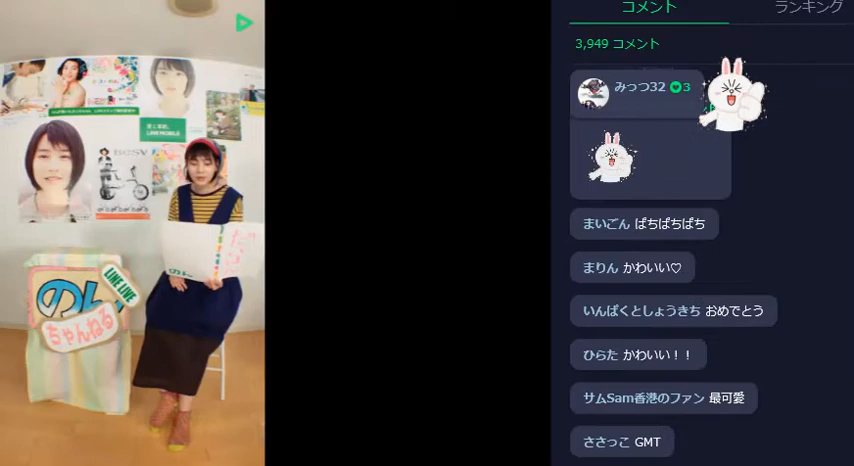 コメント
ランキング
3,949 コメント
みっつ32 3
まいごん ぱちぱちぱち
まりん かわいい♡
いんぱくとしょうきち おめでとう
ひらた かわいい！！
サムSam香港のファン 最可愛
ささっこ GMT
LINE MOBILE
BESV
LINE LIVE
のん
ちゃんねる